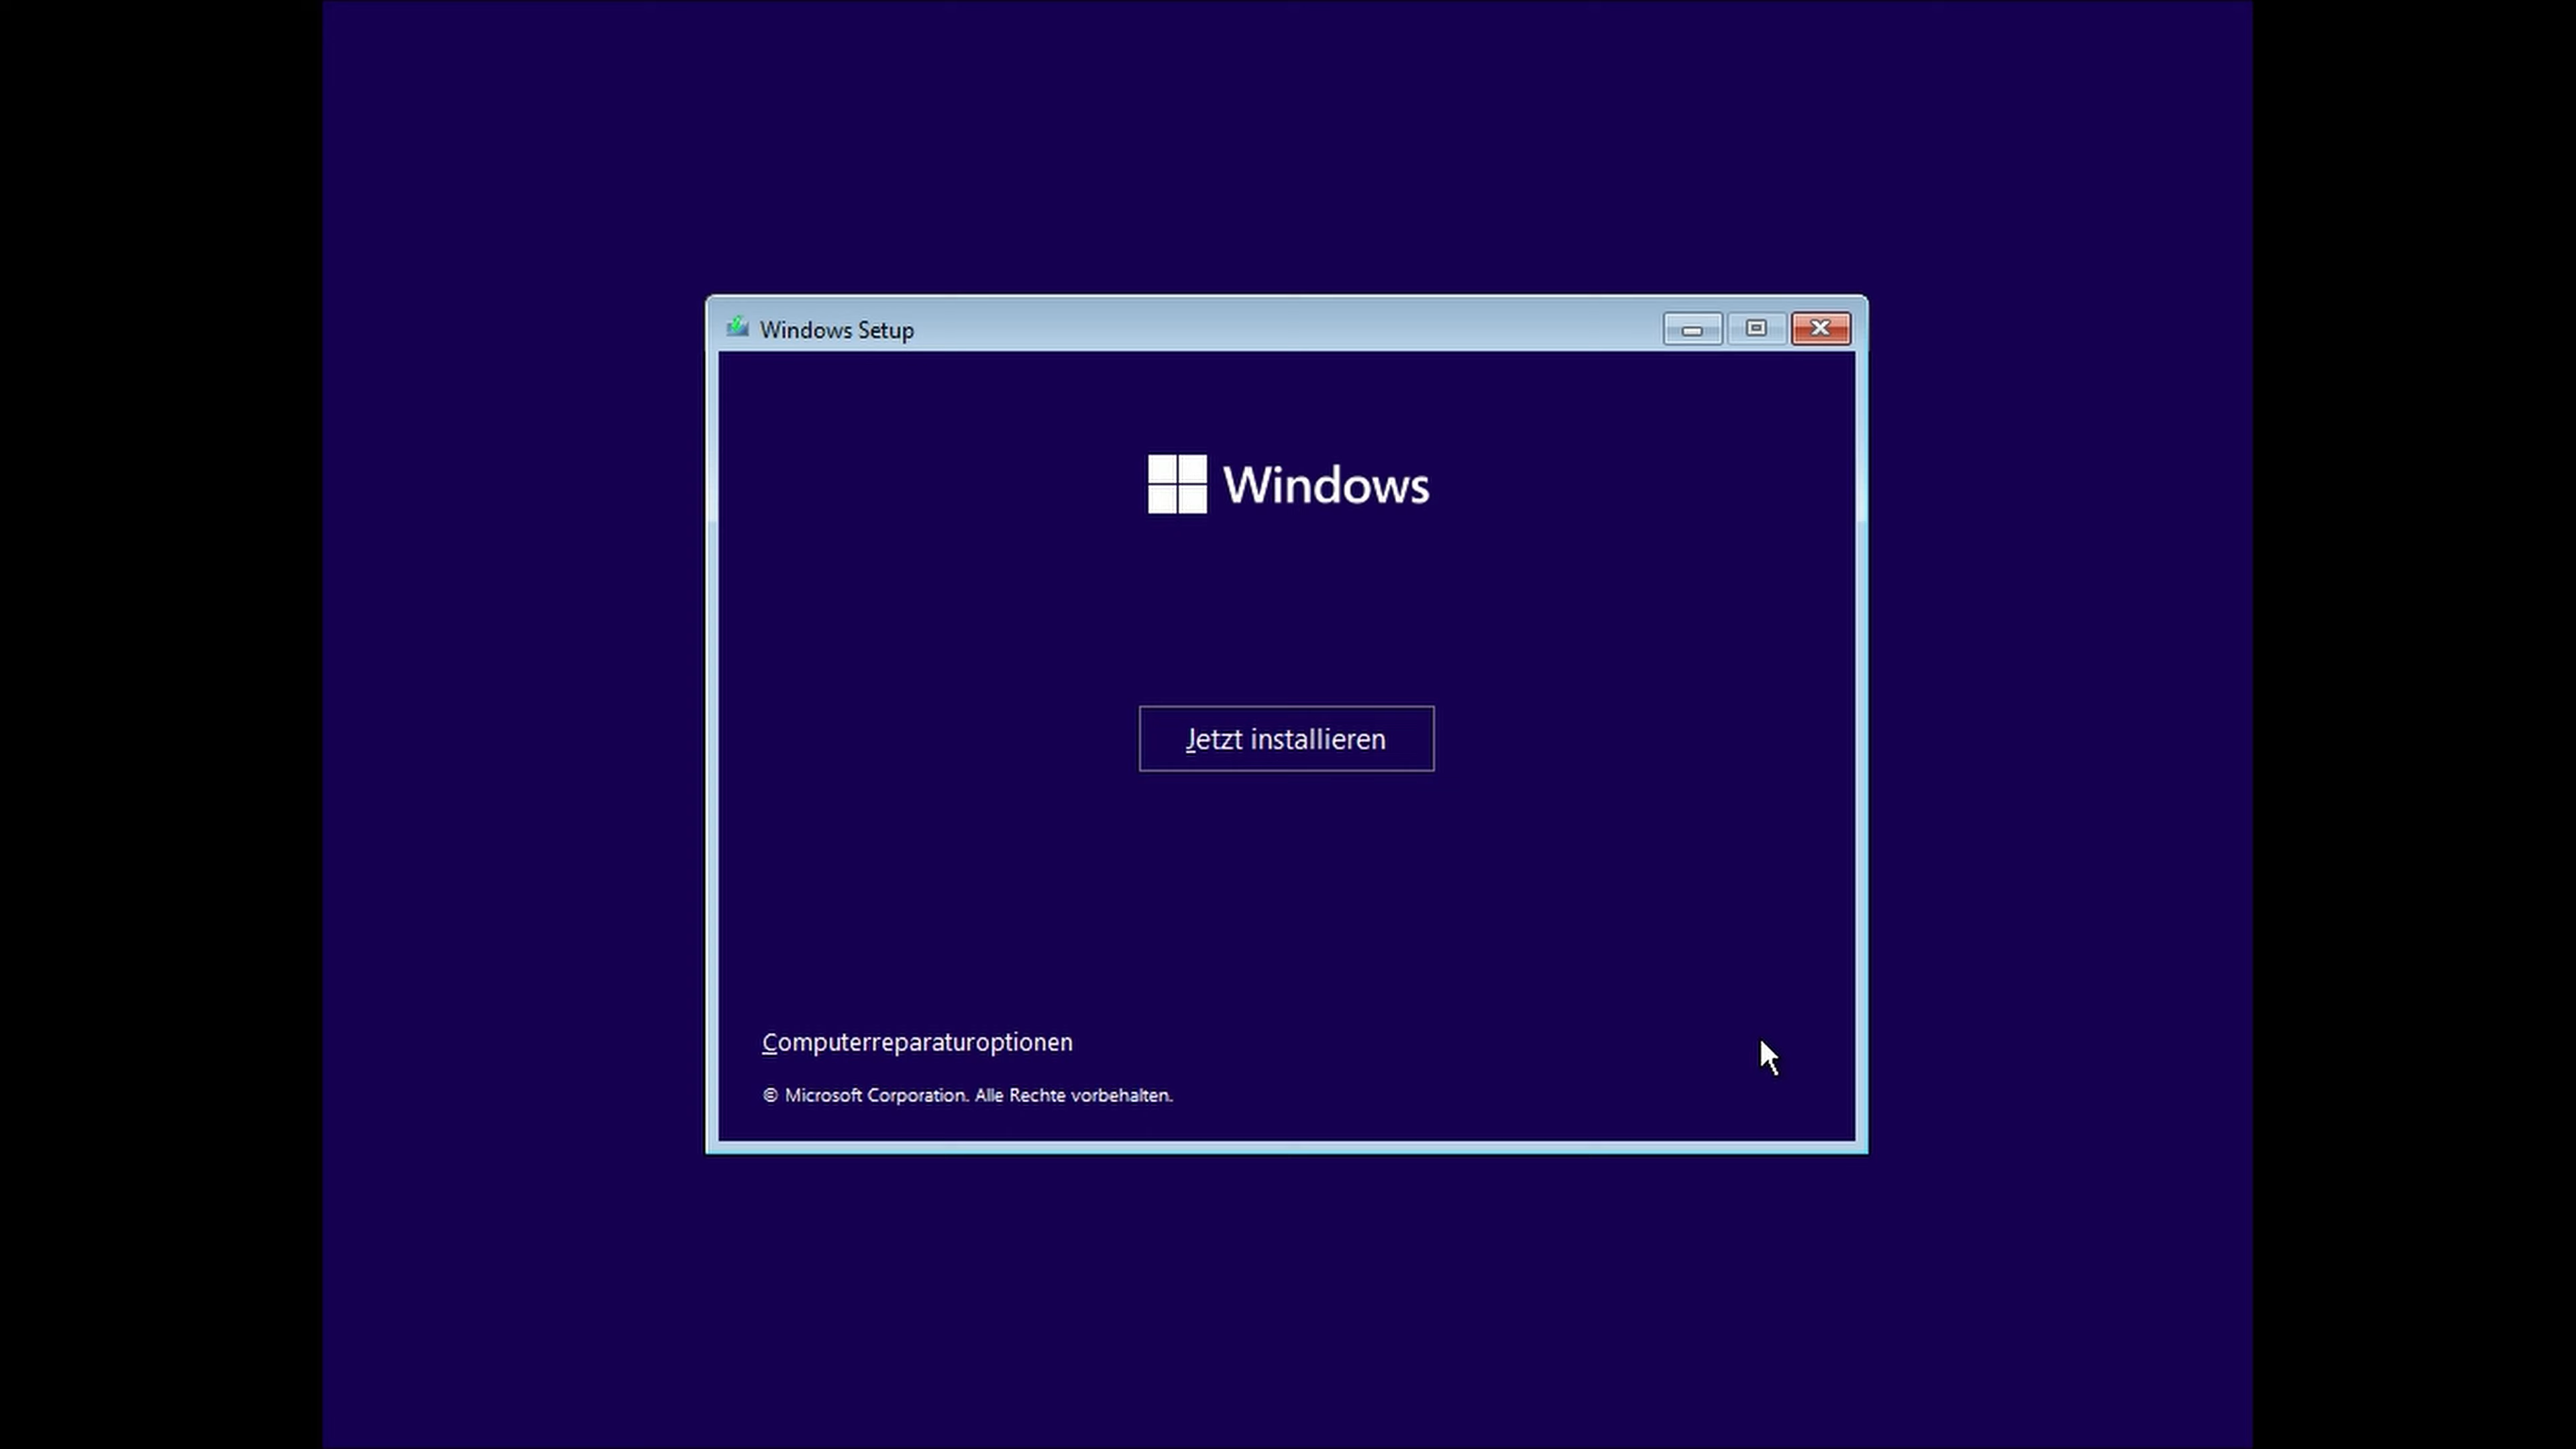 Windows Setup
Windows
Jetzt installieren
Computerreparaturoptionen
© Microsoft Corporation. Alle Rechte vorbehalten.